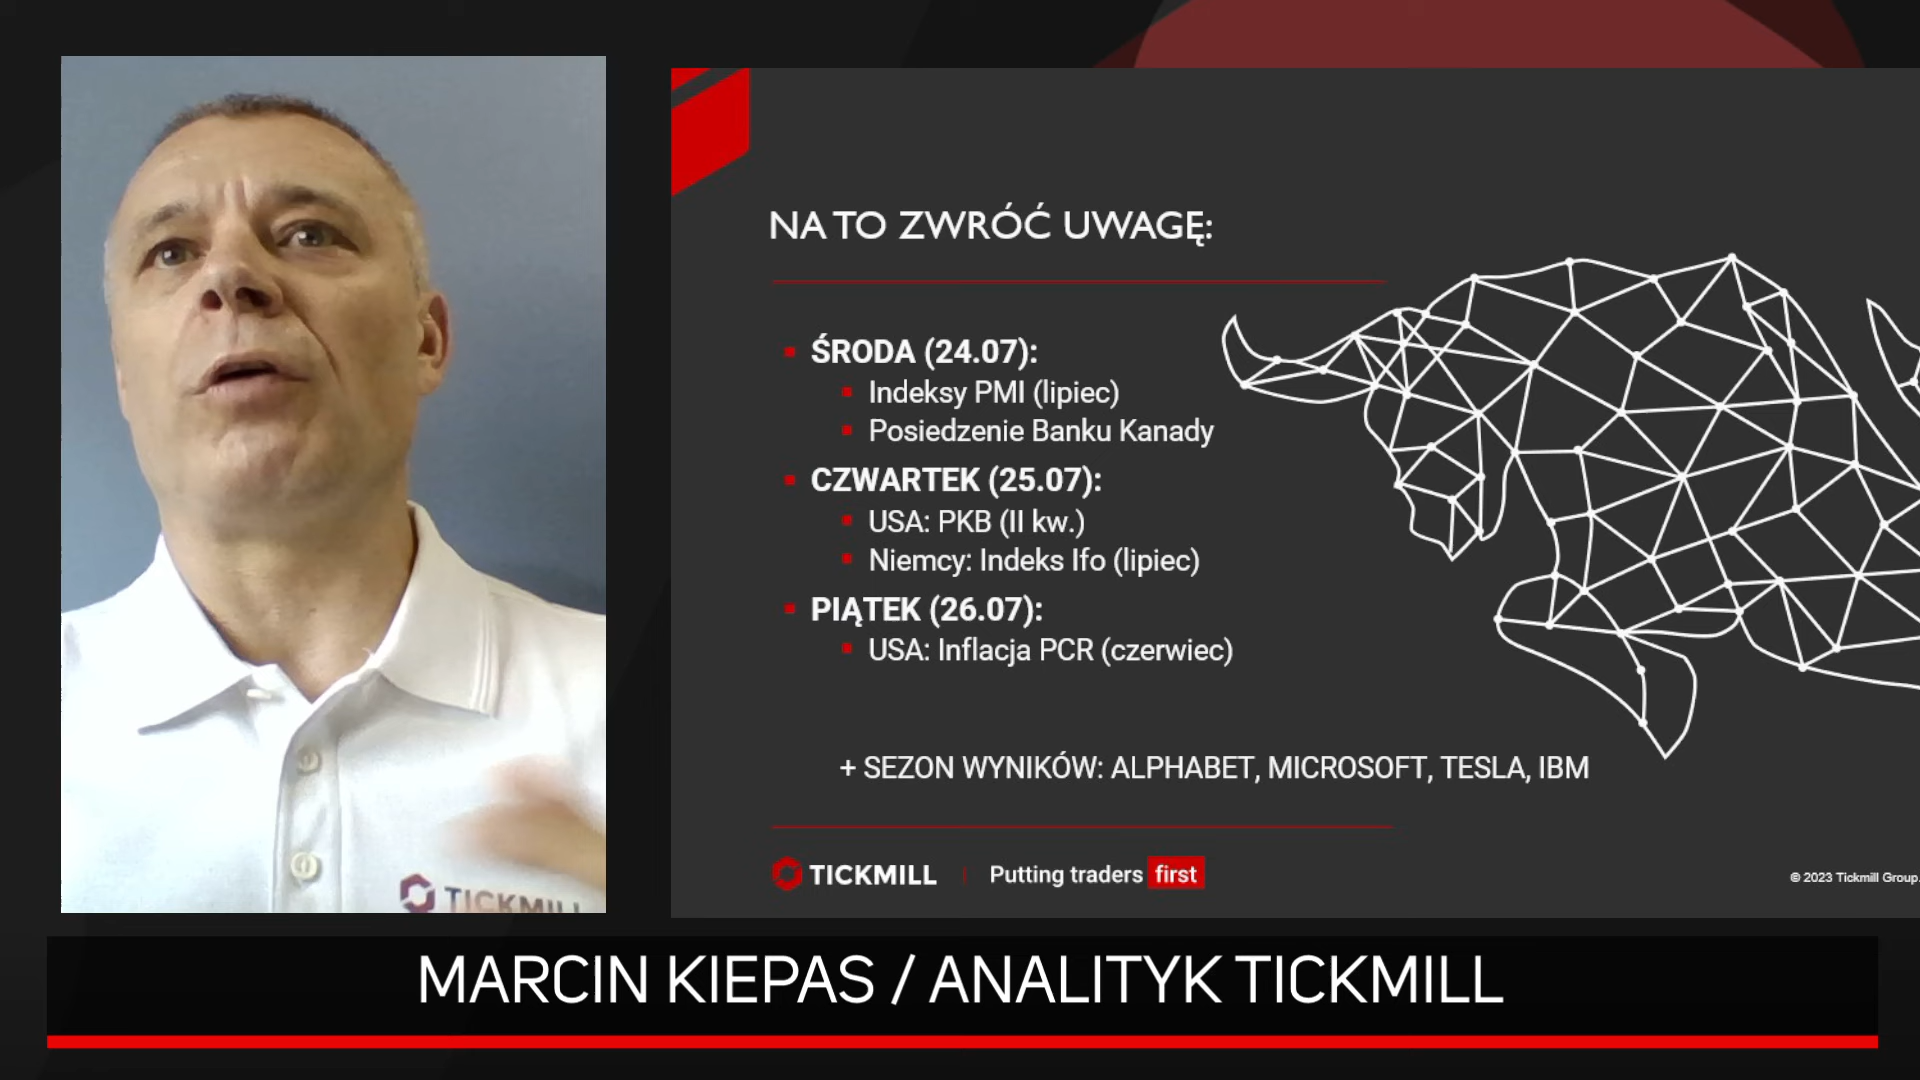 NA TO ZWRÓĆ UWAGĘ:
ŚRODA (24.07):
Indeksy PMI (lipiec)
Posiedzenie Banku Kanady
CZWARTEK (25.07):
USA: PKB (II kw.)
Niemcy: Indeks Ifo (lipiec)
PIĄTEK (26.07):
USA: Inflacja PCR (czerwiec)
+ SEZON WYNIKÓW: ALPHABET, MICROSOFT, TESLA, IBM
TICKMILL | Putting traders first
© 2023 Tickmill Group.
TICKMILL
MARCIN KIEPAS / ANALITYK TICKMILL